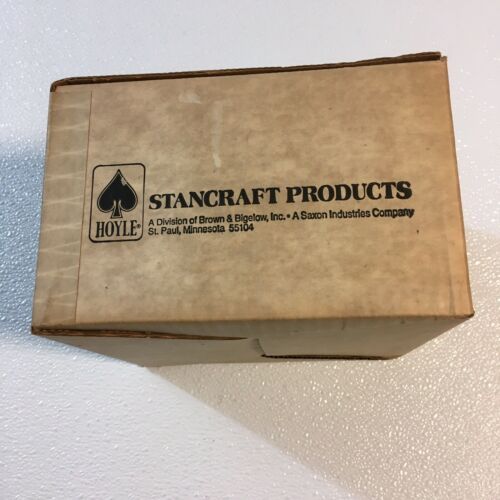 HOYLE®
STANCRAFT PRODUCTS
A Division of Brown & Bigelow, Inc. • A Saxon Industries Company
St. Paul, Minnesota 55104